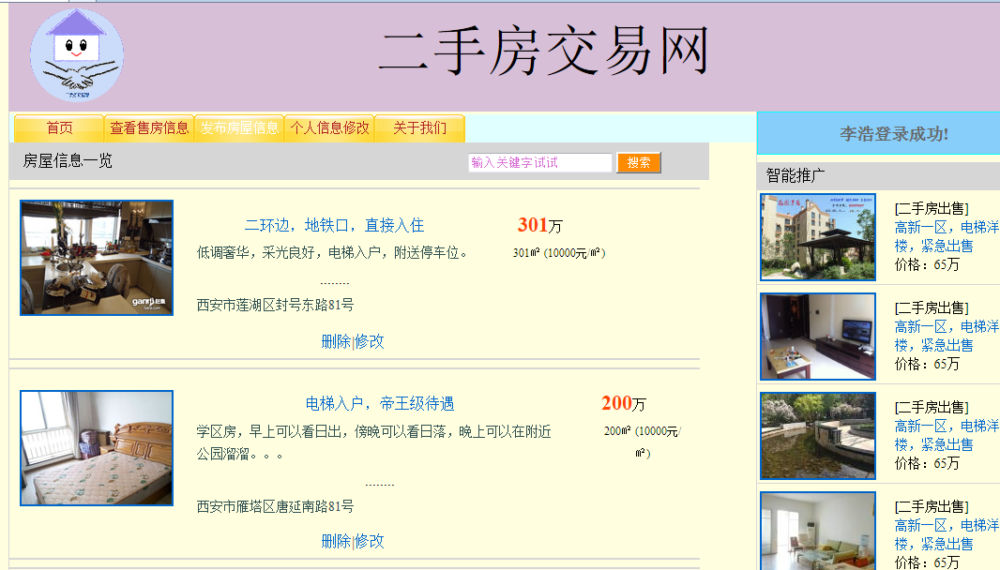 二手房交易网
首页 查看售房信息 发布房屋信息 个人信息修改 关于我们
李浩登录成功!
房屋信息一览 输入关键字试试 搜索
二环边，地铁口，直接入住 301万
低调奢华，采光良好，电梯入户，附送停车位。 301㎡ (10000元/㎡)
........
西安市莲湖区封号东路81号
删除|修改
电梯入户，帝王级待遇 200万
学区房，早上可以看日出，傍晚可以看日落，晚上可以在附近 200㎡ (10000元/
公园溜溜。。。 ㎡)
........
西安市雁塔区唐延南路81号
删除|修改
智能推广
[二手房出售]
高新一区，电梯洋
楼，紧急出售
价格：65万
[二手房出售]
高新一区，电梯洋
楼，紧急出售
价格：65万
[二手房出售]
高新一区，电梯洋
楼，紧急出售
价格：65万
[二手房出售]
高新一区，电梯洋
楼，紧急出售
价格：65万